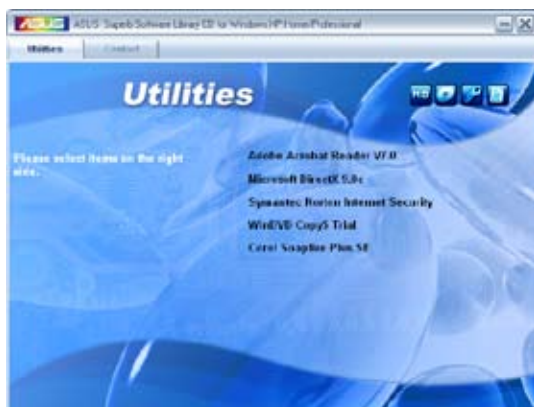 ASUS Superb Software Library CD for Windows XP Home/Professional
Utilities Contact
Utilities
Please select items on the right
side.
Adobe Acrobat Reader V7.0
Microsoft DirectX 9.0c
Symantec Norton Internet Security
WinDVD Copy5 Trial
Corel Snapfire Plus SE